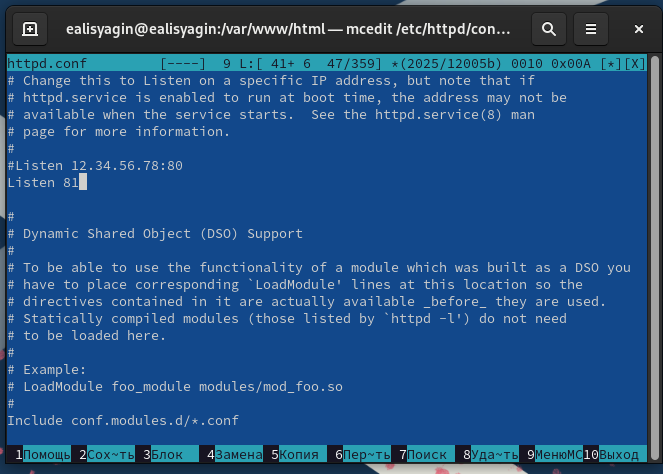 ealisyagin@ealisyagin:/var/www/html — mcedit /etc/httpd/con...
httpd.conf [----] 9 L:[ 41+ 6 47/359] *(2025/12005b) 0010 0x00A [*][X]
# Change this to Listen on a specific IP address, but note that if
# httpd.service is enabled to run at boot time, the address may not be
# available when the service starts.  See the httpd.service(8) man
# page for more information.
#
#Listen 12.34.56.78:80
Listen 81
#
# Dynamic Shared Object (DSO) Support
#
# To be able to use the functionality of a module which was built as a DSO you
# have to place corresponding `LoadModule' lines at this location so the
# directives contained in it are actually available _before_ they are used.
# Statically compiled modules (those listed by `httpd -l') do not need
# to be loaded here.
#
# Example:
# LoadModule foo_module modules/mod_foo.so
#
Include conf.modules.d/*.conf
1Помощь 2Сох~ть 3Блок 4Замена 5Копия 6Пер~ть 7Поиск 8Уда~ть 9МенюMC 10Выход